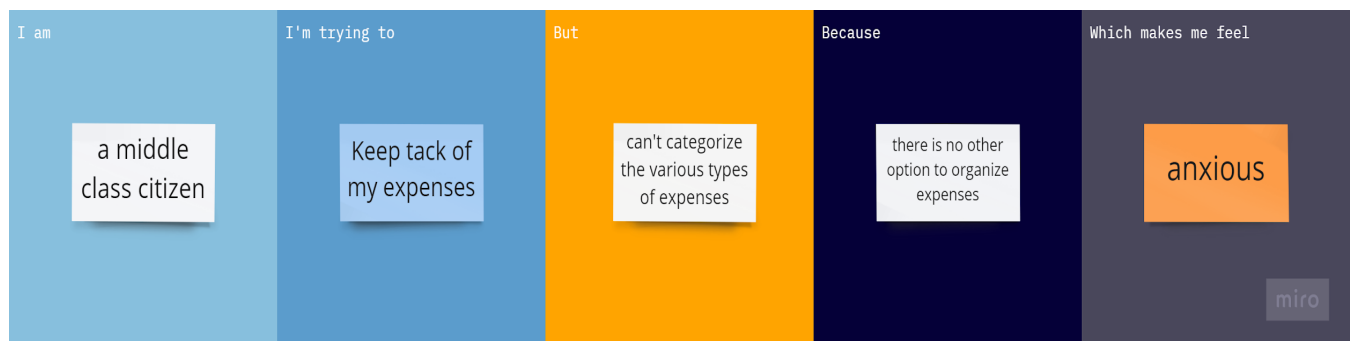 I am
a middle
class citizen
I'm trying to
Keep tack of
my expenses
But
can't categorize
the various types
of expenses
Because
there is no other
option to organize
expenses
Which makes me feel
anxious
miro